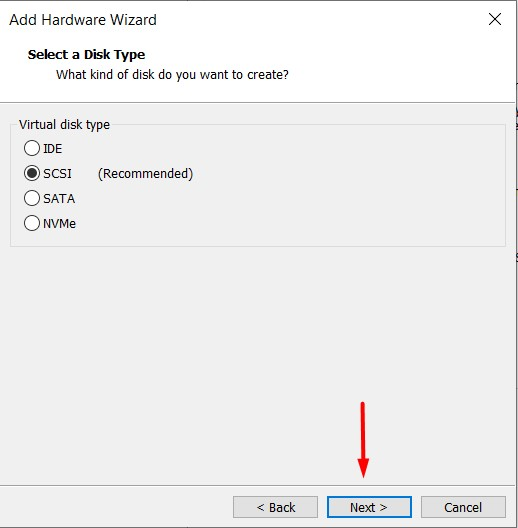 Add Hardware Wizard
Select a Disk Type
What kind of disk do you want to create?
Virtual disk type
IDE
SCSI (Recommended)
SATA
NVMe
< Back Next > Cancel